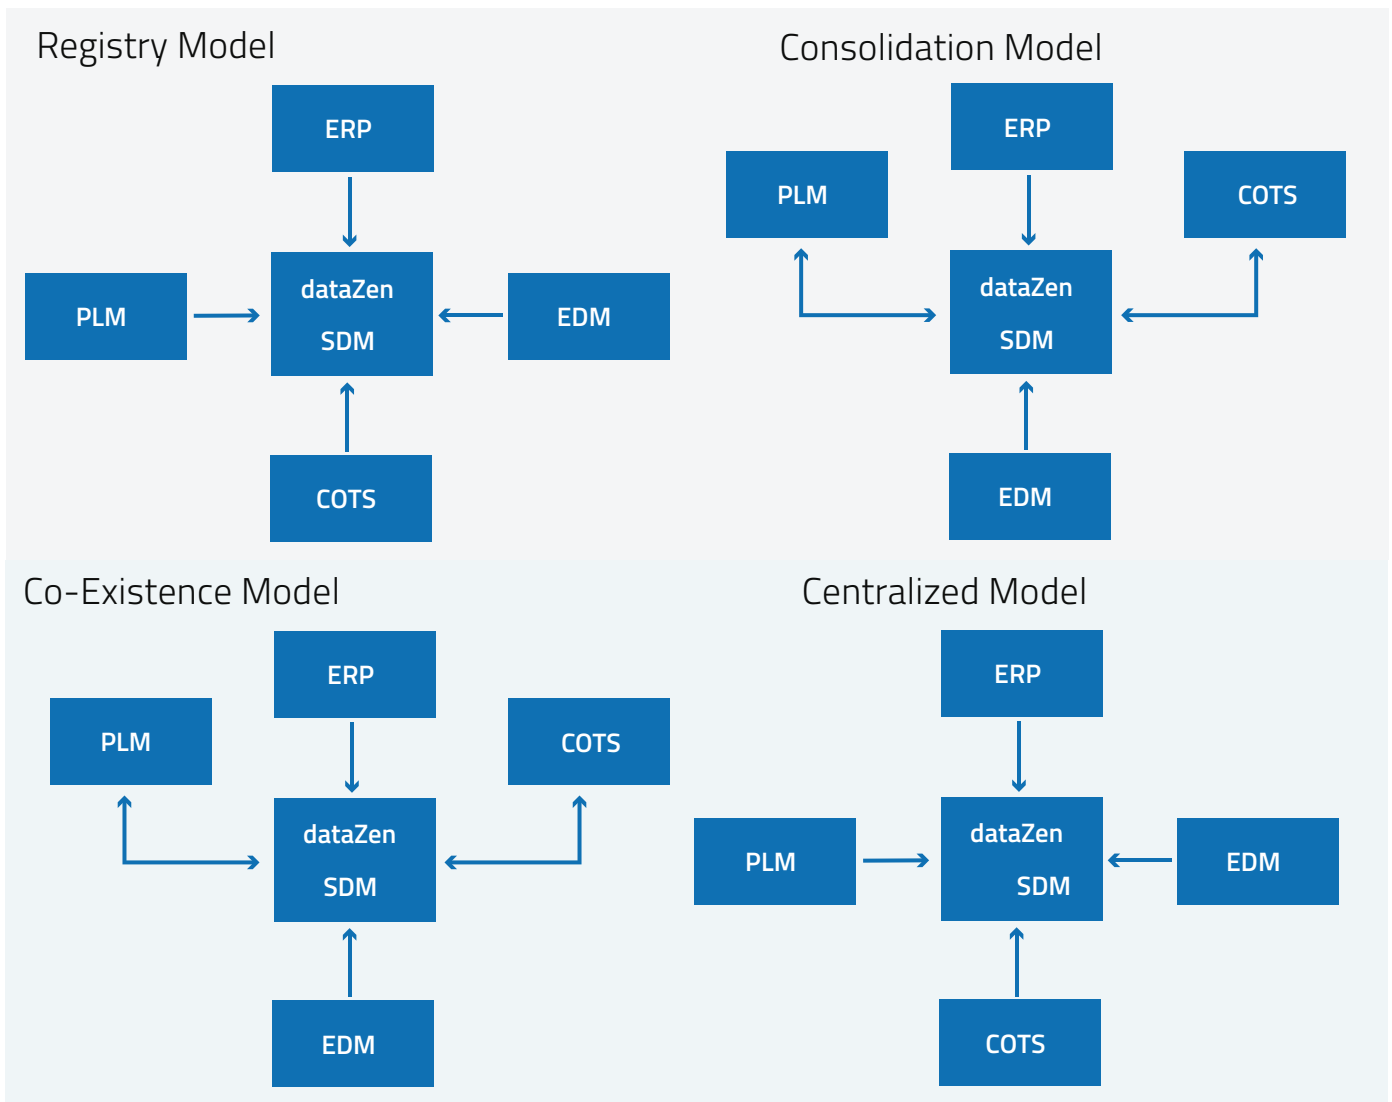 Registry Model
ERP
PLM
dataZen
SDM
EDM
COTS
Consolidation Model
ERP
PLM
COTS
dataZen
SDM
EDM
Co-Existence Model
ERP
PLM
COTS
dataZen
SDM
EDM
Centralized Model
ERP
PLM
dataZen
SDM
EDM
COTS